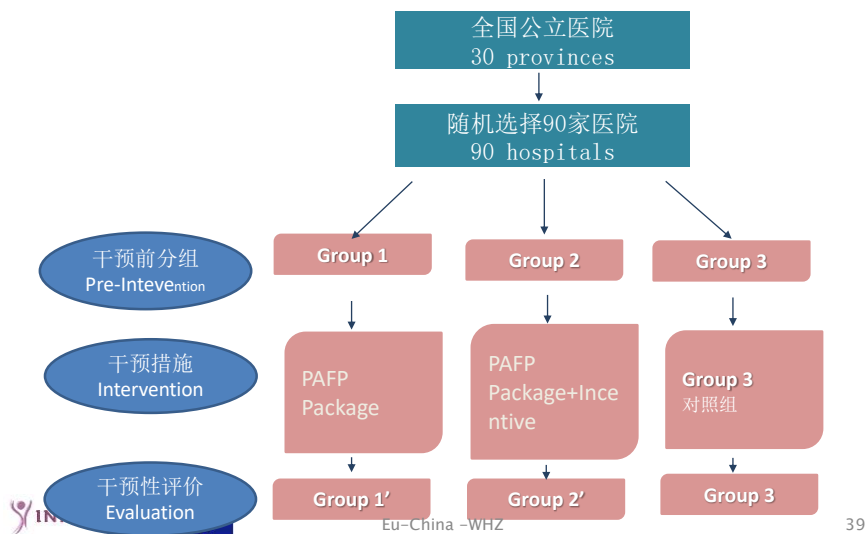 全国公立医院
30 provinces
随机选择90家医院
90 hospitals
干预前分组
Pre-Intevention
Group 1
Group 2
Group 3
干预措施
Intervention
PAFP
Package
PAFP
Package+Ince
ntive
Group 3
对照组
干预性评价
Evaluation
Group 1’
Group 2’
Group 3
Eu-China -WHZ
39